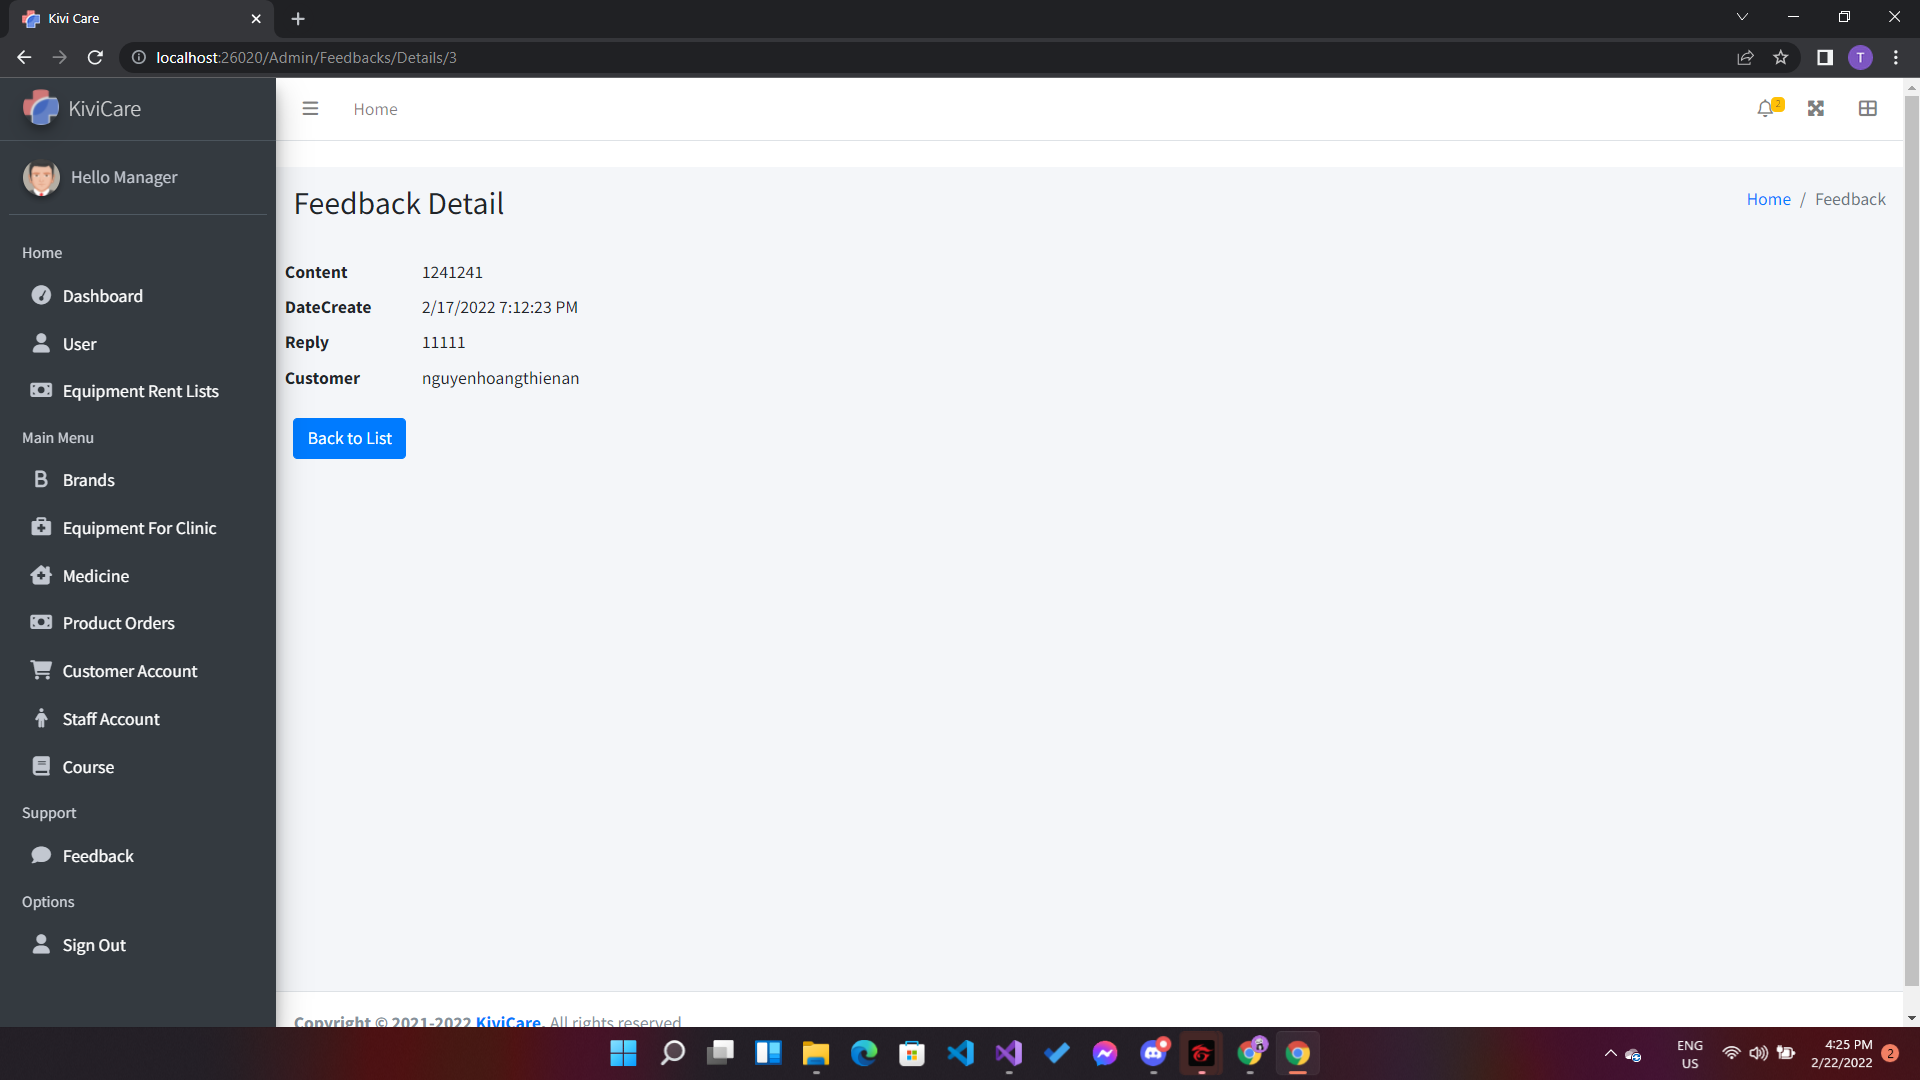 Kivi Care
localhost:26020/Admin/Feedbacks/Details/3
T
KiviCare
Home
2
Hello Manager
Feedback Detail
Home / Feedback
Home
Dashboard
User
Equipment Rent Lists
Main Menu
Brands
Equipment For Clinic
Medicine
Product Orders
Customer Account
Staff Account
Course
Support
Feedback
Options
Sign Out
Content 1241241
DateCreate 2/17/2022 7:12:23 PM
Reply 11111
Customer nguyenhoangthienan
Back to List
Copyright © 2021-2022 KiviCare. All rights reserved.
ENG
US
4:25 PM
2/22/2022
2